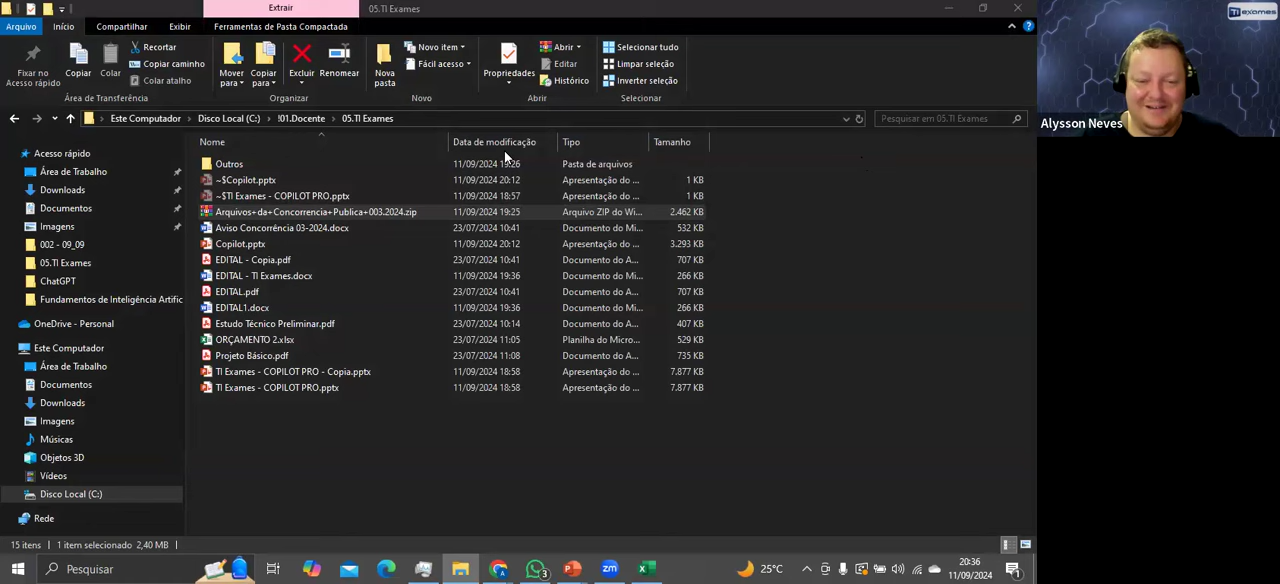 Extrair
05.TI Exames
TI exames
Arquivo
Início
Compartilhar
Exibir
Ferramentas de Pasta Compactada
Fixar no
Acesso rápido
Copiar
Colar
Recortar
Copiar caminho
Colar atalho
Área de Transferência
Mover
para
Copiar
para
Excluir
Renomear
Organizar
Nova
pasta
Novo item
Fácil acesso
Novo
Propriedades
Abrir
Editar
Histórico
Abrir
Selecionar tudo
Limpar seleção
Inverter seleção
Selecionar
Alysson Neves
Este Computador > Disco Local (C:) > !01.Docente > 05.TI Exames
Pesquisar em 05.TI Exames
Nome Data de modificação Tipo Tamanho
Outros 11/09/2024 19:26 Pasta de arquivos
~$Copilot.pptx 11/09/2024 20:12 Apresentação do ... 1 KB
~$TI Exames - COPILOT PRO.pptx 11/09/2024 18:57 Apresentação do ... 1 KB
Arquivos+da+Concorrencia+Publica+003.2024.zip 11/09/2024 19:25 Arquivo ZIP do Wi... 2.462 KB
Aviso Concorrência 03-2024.docx 23/07/2024 10:41 Documento do Mi... 532 KB
Copilot.pptx 11/09/2024 20:12 Apresentação do ... 3.293 KB
EDITAL - Copia.pdf 23/07/2024 10:41 Documento do A... 707 KB
EDITAL - TI Exames.docx 11/09/2024 19:36 Documento do Mi... 266 KB
EDITAL.pdf 23/07/2024 10:41 Documento do A... 707 KB
EDITAL1.docx 11/09/2024 19:36 Documento do Mi... 266 KB
Estudo Técnico Preliminar.pdf 23/07/2024 10:14 Documento do A... 407 KB
ORÇAMENTO 2.xlsx 23/07/2024 11:05 Planilha do Micro... 529 KB
Projeto Básico.pdf 23/07/2024 11:08 Documento do A... 735 KB
TI Exames - COPILOT PRO - Copia.pptx 11/09/2024 18:58 Apresentação do ... 7.877 KB
TI Exames - COPILOT PRO.pptx 11/09/2024 18:58 Apresentação do ... 7.877 KB
Acesso rápido
Área de Trabalho
Downloads
Documentos
Imagens
002 - 09_09
05.TI Exames
ChatGPT
Fundamentos de Inteligência Artific
OneDrive - Personal
Este Computador
Área de Trabalho
Documentos
Downloads
Imagens
Músicas
Objetos 3D
Vídeos
Disco Local (C:)
Rede
15 itens 1 item selecionado 2,40 MB
Pesquisar
3
zm
25°C
20:36
11/09/2024
1